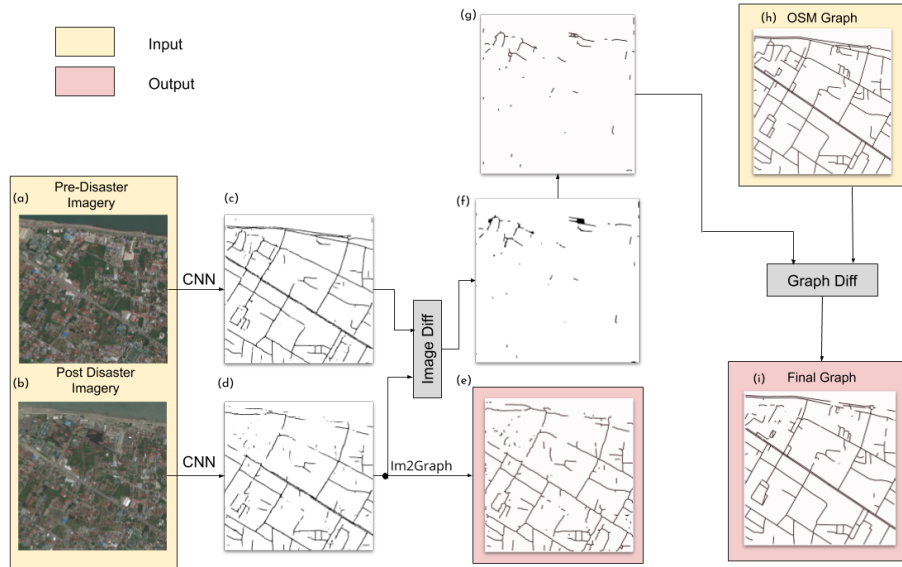 Input
Output
(a)
Pre-Disaster
Imagery
CNN
(b)
Post Disaster
Imagery
CNN
(c)
(d)
Image Diff
Im2Graph
(e)
(f)
(g)
(h)
OSM Graph
Graph Diff
(i)
Final Graph